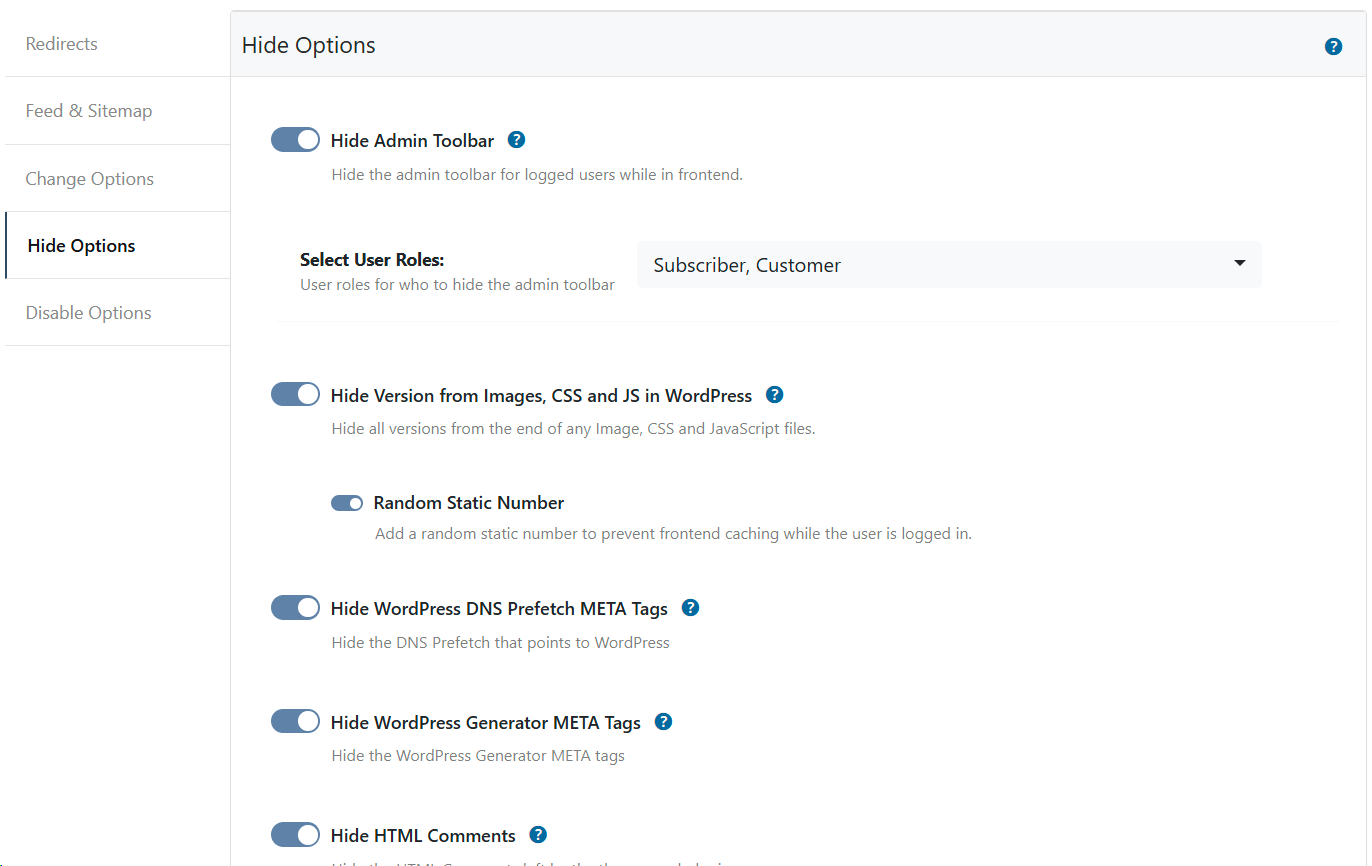 Redirects
Feed & Sitemap
Change Options
Hide Options
Disable Options
Hide Options
Hide Admin Toolbar
Hide the admin toolbar for logged users while in frontend.
Select User Roles:
User roles for who to hide the admin toolbar
Subscriber, Customer
Hide Version from Images, CSS and JS in WordPress
Hide all versions from the end of any Image, CSS and JavaScript files.
Random Static Number
Add a random static number to prevent frontend caching while the user is logged in.
Hide WordPress DNS Prefetch META Tags
Hide the DNS Prefetch that points to WordPress
Hide WordPress Generator META Tags
Hide the WordPress Generator META tags
Hide HTML Comments